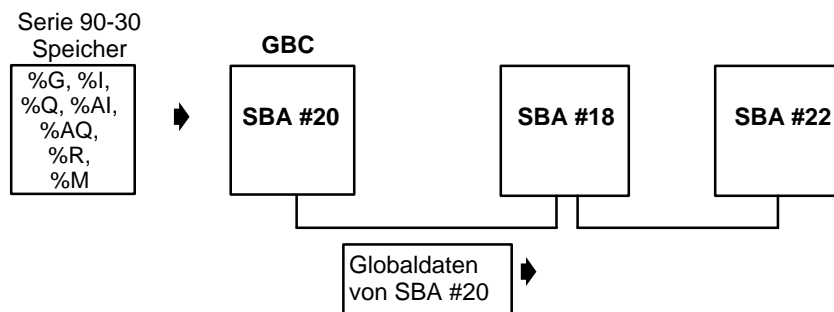 Serie 90-30
Speicher
%G, %I,
%Q, %AI,
%AQ,
%R,
%M
GBC
SBA #20
SBA #18
SBA #22
Globaldaten
von SBA #20